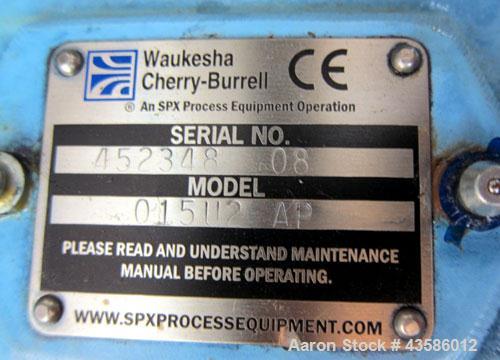 Waukesha
Cherry-Burrell
CE
® An SPX Process Equipment Operation
SERIAL NO.
452348 08
MODEL
015U2 AP
PLEASE READ AND UNDERSTAND MAINTENANCE
MANUAL BEFORE OPERATING.
WWW.SPXPROCESSEQUIPMENT.COM
Aaron Stock # 43586012